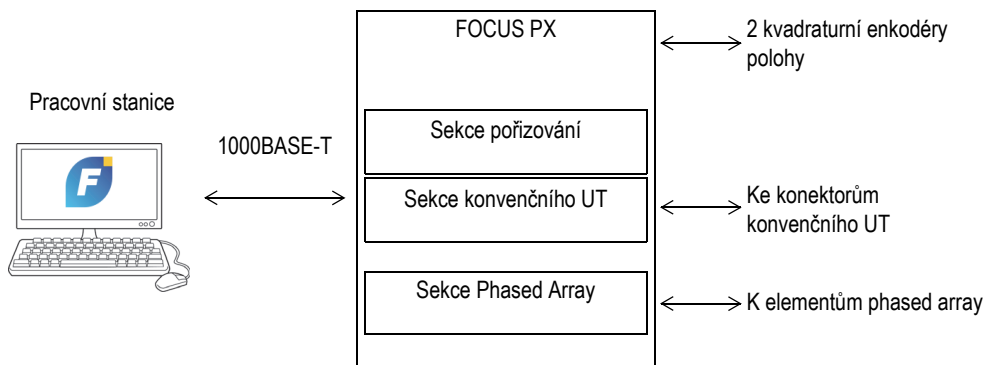 FOCUS PX
2 kvadraturní enkodéry
polohy
Pracovní stanice
1000BASE-T
Sekce pořizování
Sekce konvenčního UT
Ke konektorům
konvenčního UT
Sekce Phased Array
K elementům phased array
F